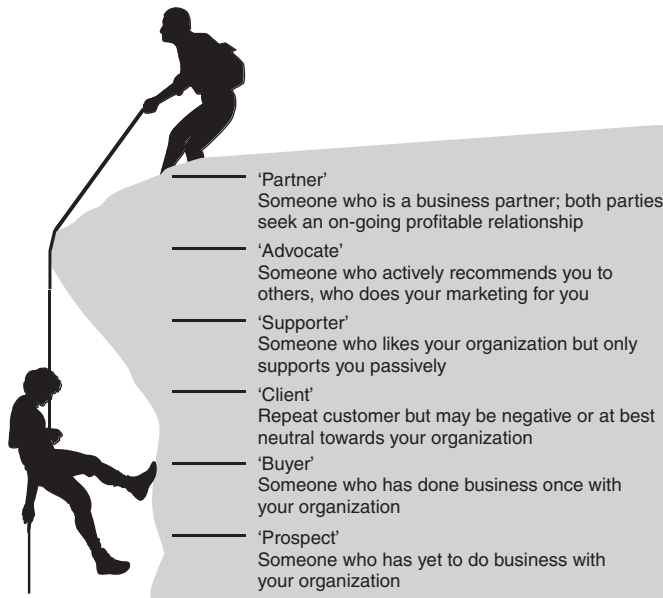 ‘Partner’
Someone who is a business partner; both parties
seek an on-going profitable relationship
‘Advocate’
Someone who actively recommends you to
others, who does your marketing for you
‘Supporter’
Someone who likes your organization but only
supports you passively
‘Client’
Repeat customer but may be negative or at best
neutral towards your organization
‘Buyer’
Someone who has done business once with
your organization
‘Prospect’
Someone who has yet to do business with
your organization